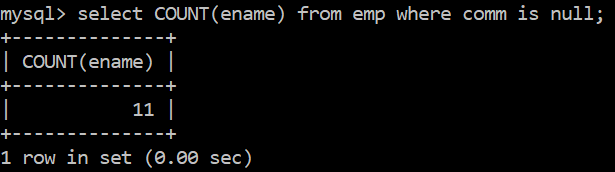 mysql> select COUNT(ename) from emp where comm is null;
+--------------+
| COUNT(ename) |
+--------------+
|           11 |
+--------------+
1 row in set (0.00 sec)